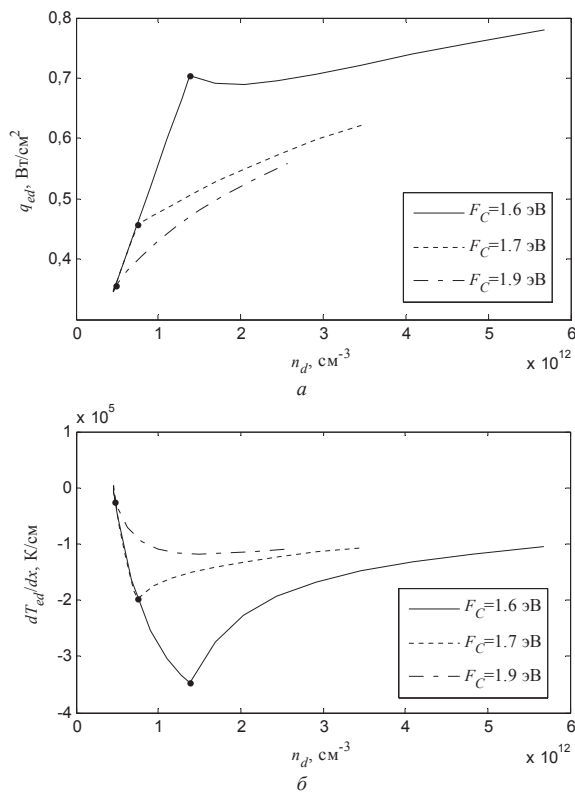 0,8
0,7
0,6
0,5
0,4
q_ed, Вт/см²
F_C=1.6 эВ
F_C=1.7 эВ
F_C=1.9 эВ
0 1 2 3 4 5 6
n_d, см⁻³
x 10¹²
а
x 10⁵
1
0
-1
-2
-3
-4
dT_ed/dx, К/см
F_C=1.6 эВ
F_C=1.7 эВ
F_C=1.9 эВ
0 1 2 3 4 5 6
n_d, см⁻³
x 10¹²
б